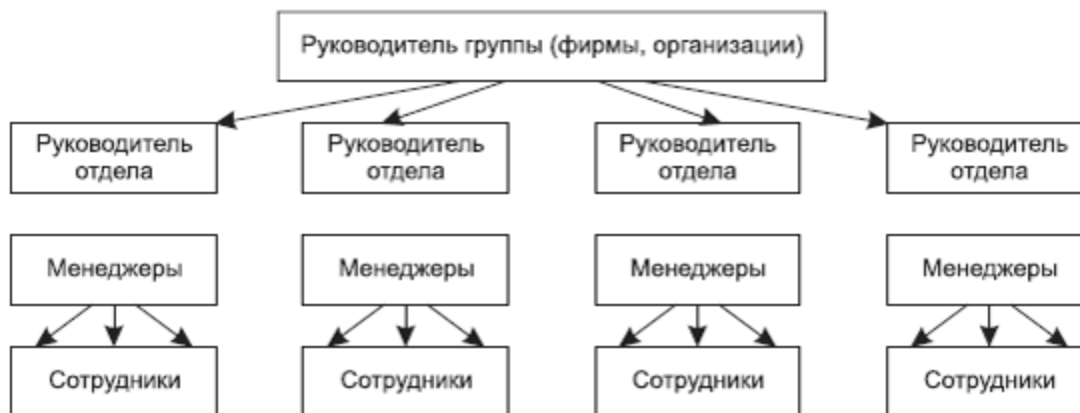 Руководитель группы (фирмы, организации)
Руководитель
отдела
Руководитель
отдела
Руководитель
отдела
Руководитель
отдела
Менеджеры
Менеджеры
Менеджеры
Менеджеры
Сотрудники
Сотрудники
Сотрудники
Сотрудники